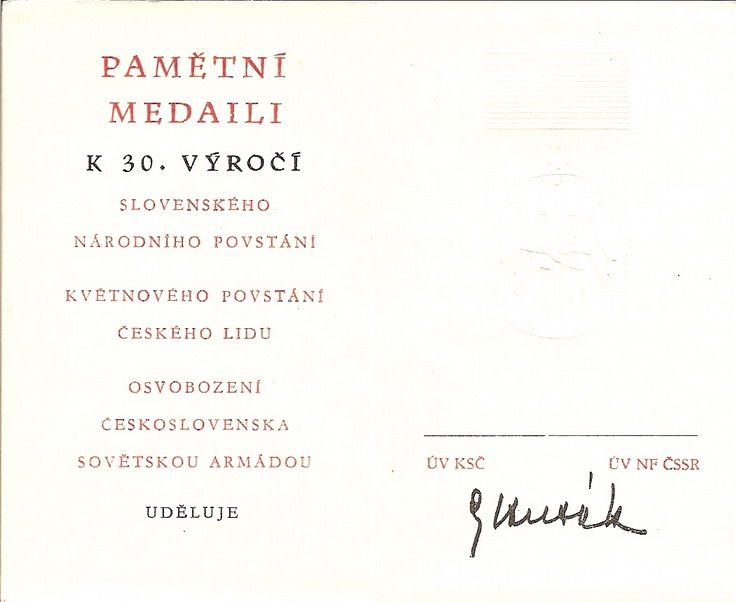 PAMĚTNÍ
MEDAILI
K 30. VÝROČÍ
SLOVENSKÉHO
NÁRODNÍHO POVSTÁNÍ
KVĚTNOVÉHO POVSTÁNÍ
ČESKÉHO LIDU
OSVOBOZENÍ
ČESKOSLOVENSKA
SOVĚTSKOU ARMÁDOU
UDĚLUJE
ÚV KSČ ÚV NF ČSSR
GHusák